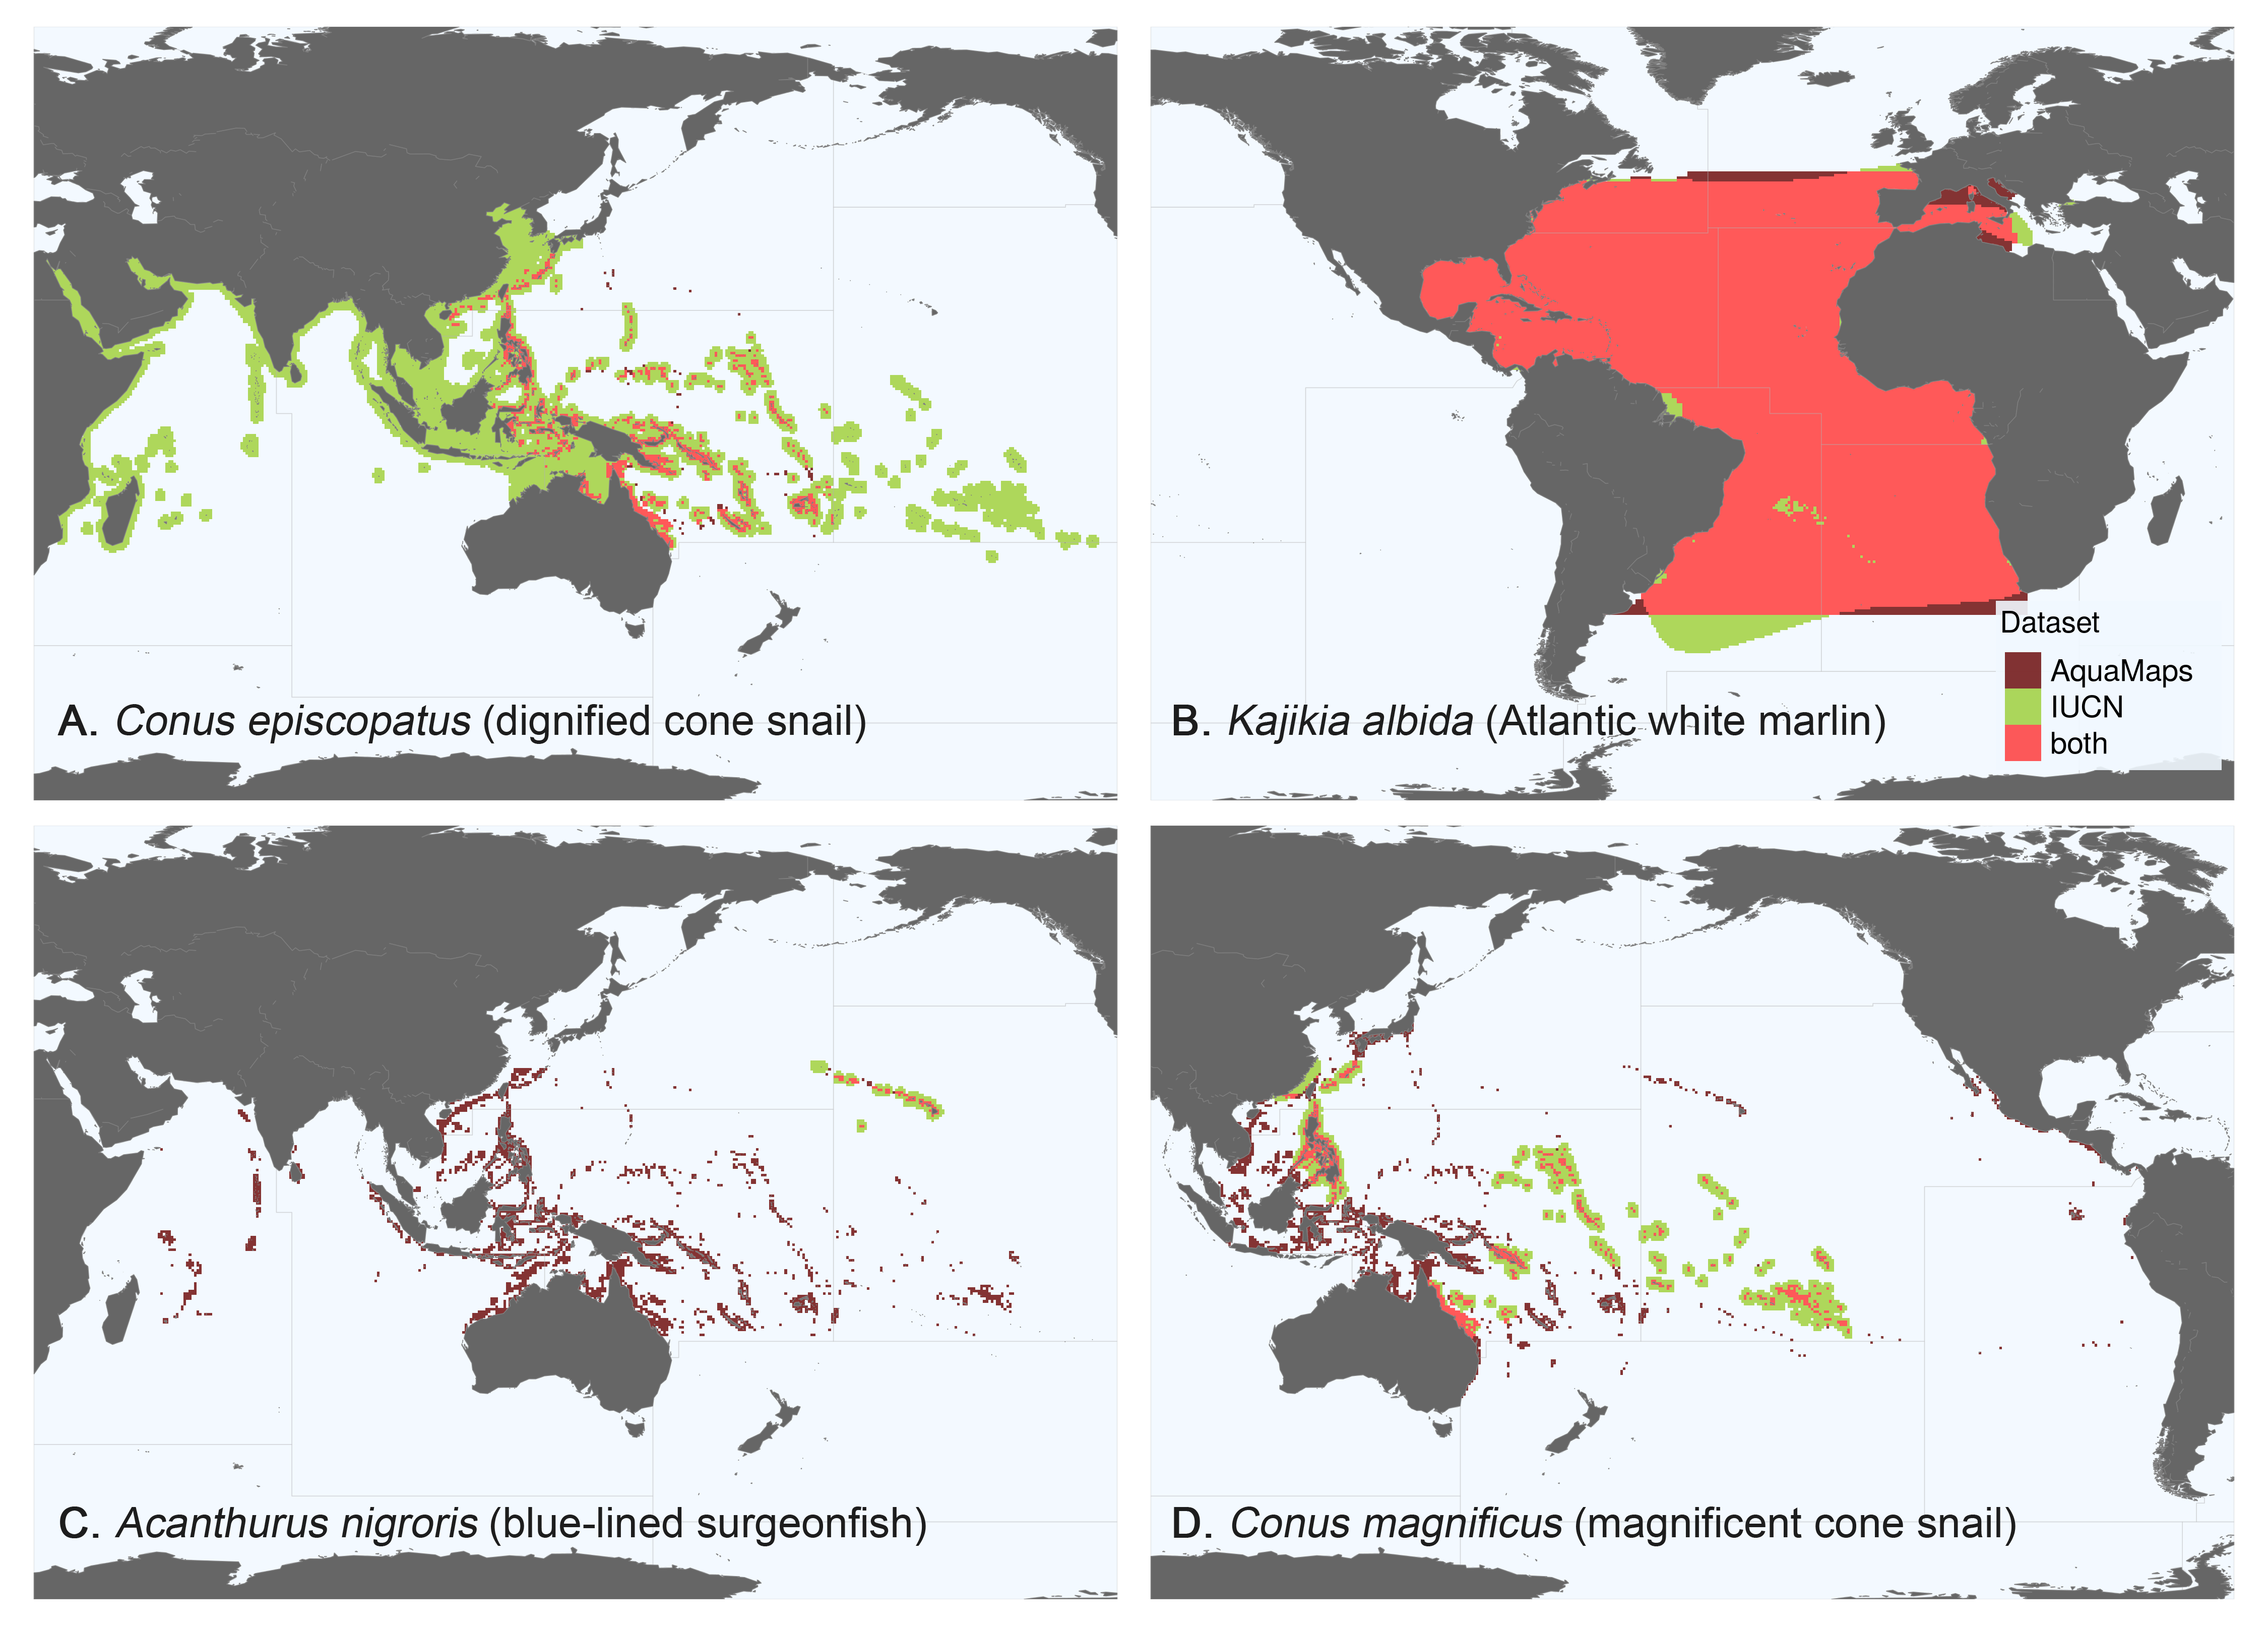 A. Conus episcopatus (dignified cone snail)
B. Kajikia albida (Atlantic white marlin)
Dataset
AquaMaps
IUCN
both
C. Acanthurus nigroris (blue-lined surgeonfish)
D. Conus magnificus (magnificent cone snail)